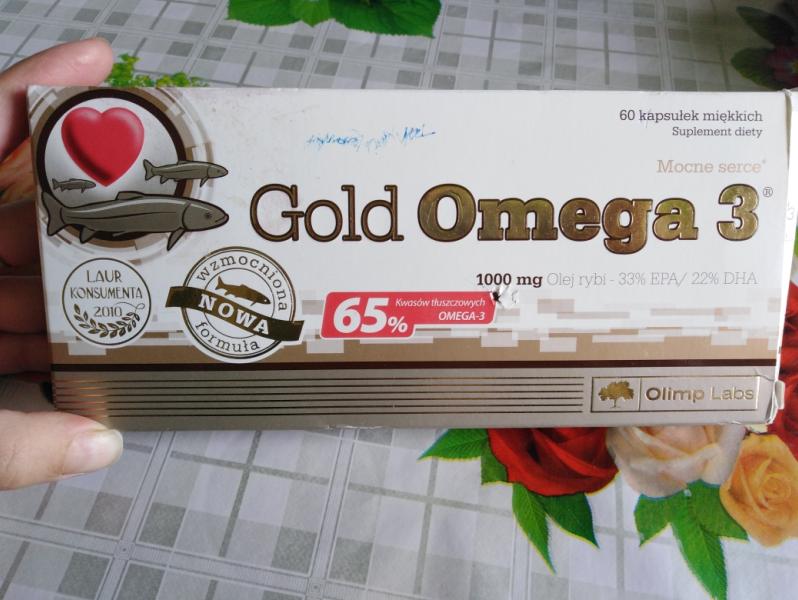 60 kapsułek miękkich
Suplement diety
Mocne serce*
Gold Omega 3®
1000 mg Olej rybi - 33% EPA/ 22% DHA
65% Kwasów tłuszczowych
OMEGA-3
LAUR
KONSUMENTA
2010
wzmocniona
NOWA
formuła
Olimp Labs